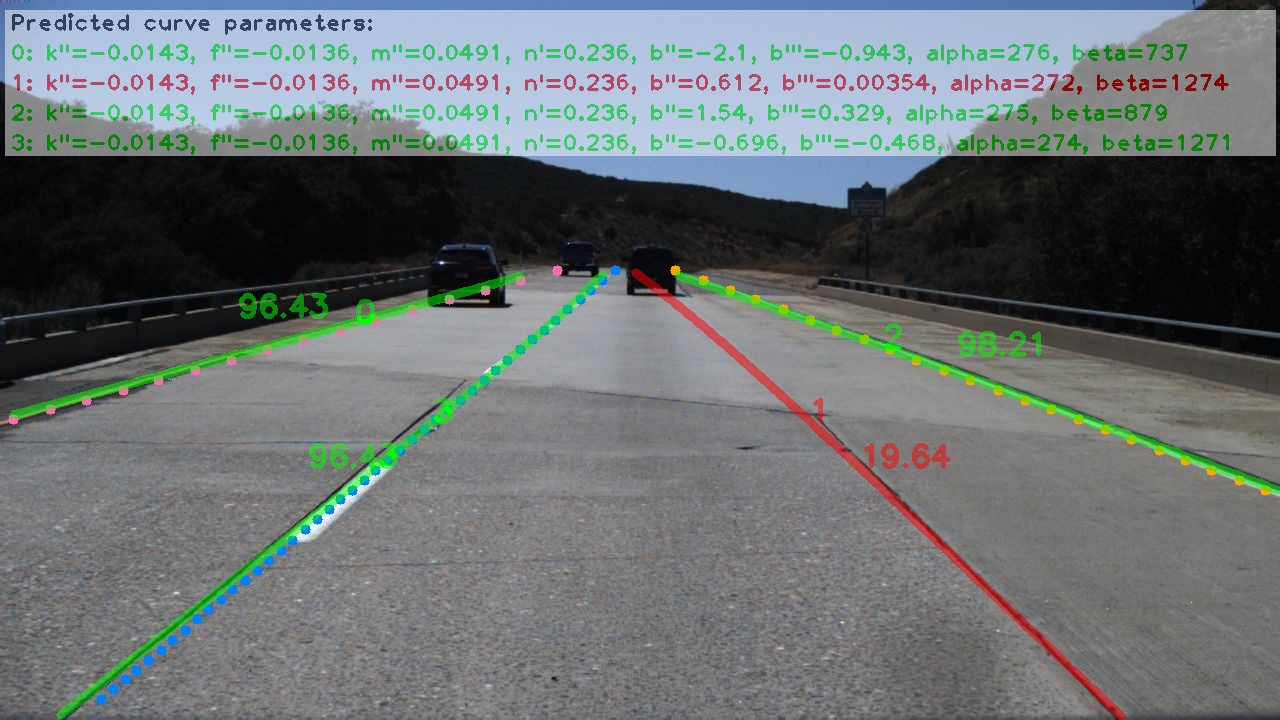 Predicted curve parameters:
0: k''=-0.0143, f''=-0.0136, m''=0.0491, n'=0.236, b''=-2.1, b'''=-0.943, alpha=276, beta=737
1: k''=-0.0143, f''=-0.0136, m''=0.0491, n'=0.236, b''=0.612, b'''=0.00354, alpha=272, beta=1274
2: k''=-0.0143, f''=-0.0136, m''=0.0491, n'=0.236, b''=1.54, b'''=0.329, alpha=275, beta=879
3: k''=-0.0143, f''=-0.0136, m''=0.0491, n'=0.236, b''=-0.696, b'''=-0.468, alpha=274, beta=1271
96.43
0
2
98.21
1
19.64